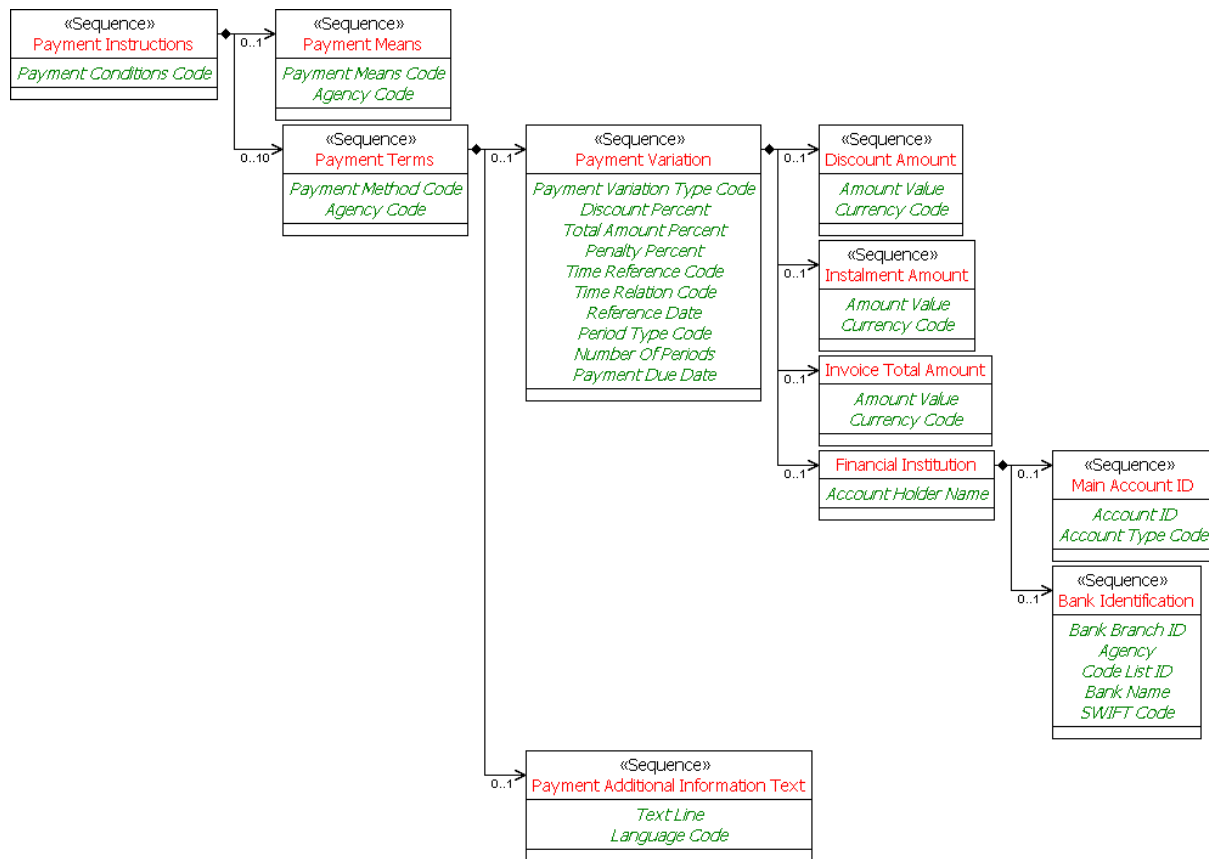 «Sequence»
Payment Instructions
Payment Conditions Code
0..1
«Sequence»
Payment Means
Payment Means Code
Agency Code
0..10
«Sequence»
Payment Terms
Payment Method Code
Agency Code
0..1
«Sequence»
Payment Variation
Payment Variation Type Code
Discount Percent
Total Amount Percent
Penalty Percent
Time Reference Code
Time Relation Code
Reference Date
Period Type Code
Number Of Periods
Payment Due Date
0..1
«Sequence»
Discount Amount
Amount Value
Currency Code
0..1
«Sequence»
Instalment Amount
Amount Value
Currency Code
0..1
Invoice Total Amount
Amount Value
Currency Code
0..1
Financial Institution
Account Holder Name
0..1
«Sequence»
Main Account ID
Account ID
Account Type Code
0..1
«Sequence»
Bank Identification
Bank Branch ID
Agency
Code List ID
Bank Name
SWIFT Code
0..1
«Sequence»
Payment Additional Information Text
Text Line
Language Code